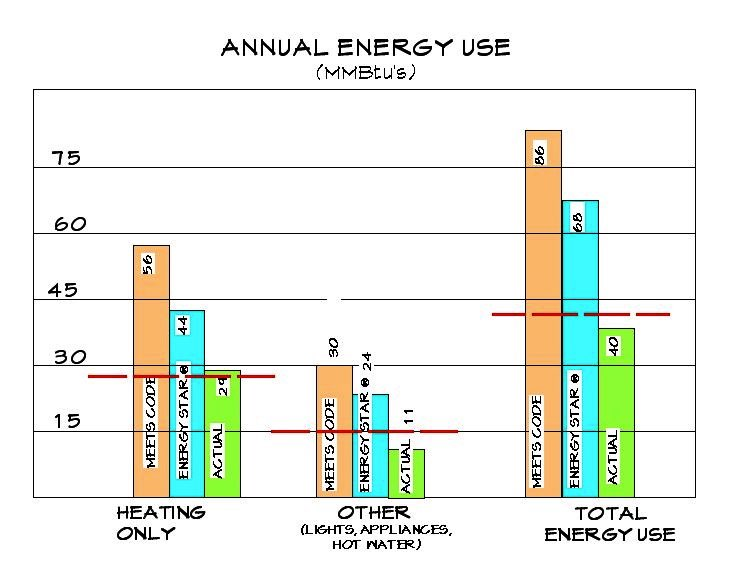 ANNUAL ENERGY USE
(MMBtu's)
75
60
45
30
15
56
MEETS CODE
44
ENERGY STAR ®
29
ACTUAL
30
MEETS CODE
24
ENERGY STAR ®
11
ACTUAL
86
MEETS CODE
68
ENERGY STAR ®
40
ACTUAL
HEATING
ONLY
OTHER
(LIGHTS, APPLIANCES,
HOT WATER)
TOTAL
ENERGY USE